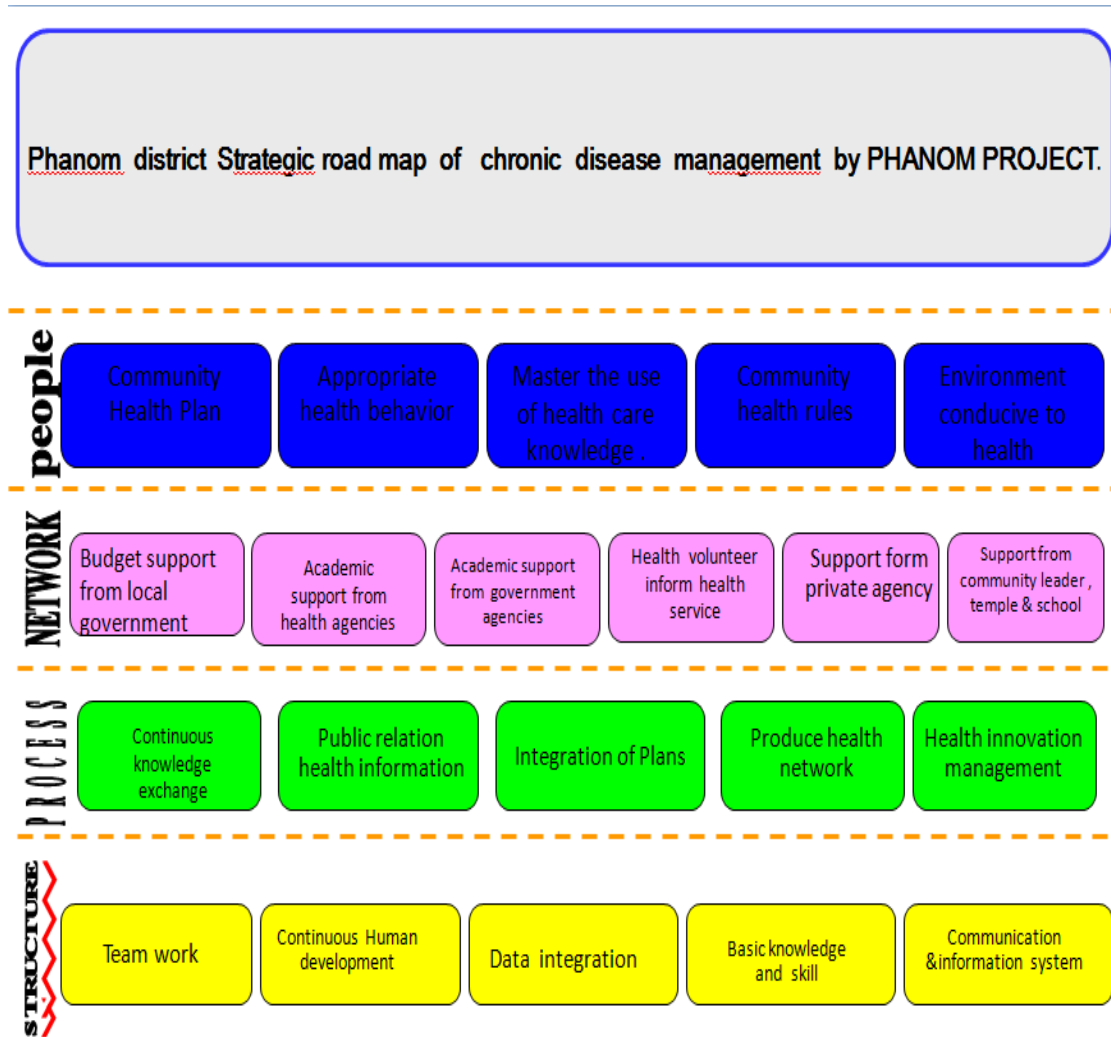 Phanom district Strategic road map of chronic disease management by PHANOM PROJECT.
people
Community
Health Plan
Appropriate
health behavior
Master the use
of health care
knowledge .
Community
health rules
Environment
conducive to
health
NETWORK
Budget support
from local
government
Academic
support from
health agencies
Academic support
from government
agencies
Health volunteer
inform health
service
Support form
private agency
Support from
community leader ,
temple & school
PROCESS
Continuous
knowledge
exchange
Public relation
health information
Integration of Plans
Produce health
network
Health innovation
management
STRUCTURE
Team work
Continuous Human
development
Data integration
Basic knowledge
and skill
Communication
&information system